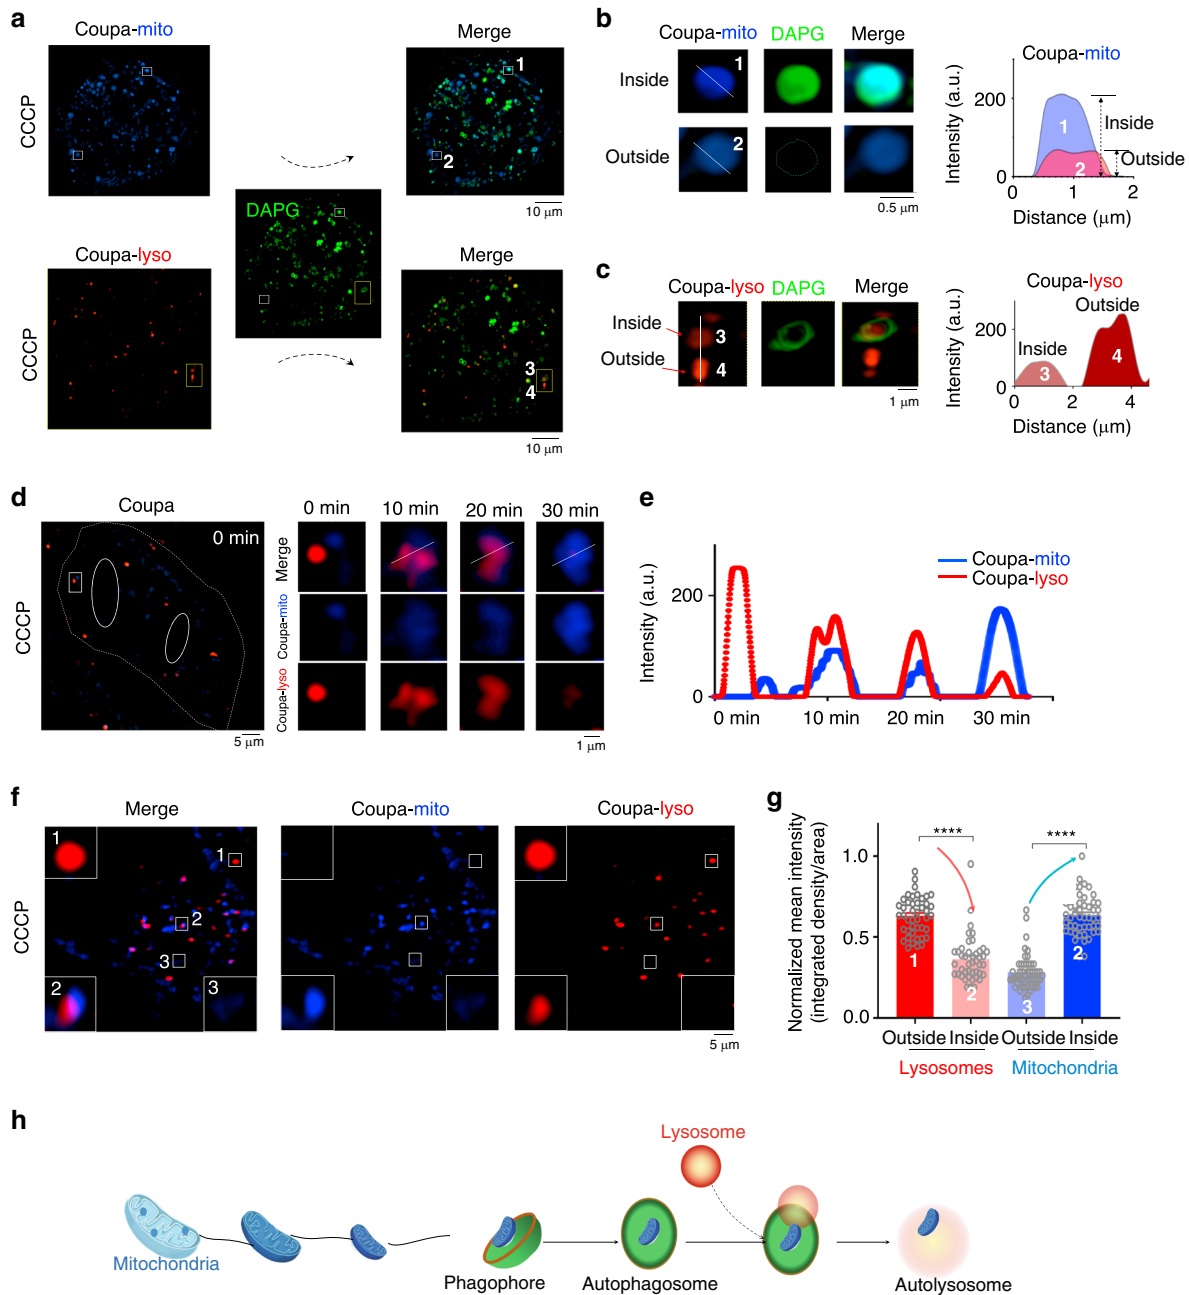 a
Coupa-mito
Merge
CCCP
1
2
10 μm
DAPG
Coupa-lyso
Merge
CCCP
3
4
10 μm
b
Coupa-mito
DAPG
Merge
Inside
1
Outside
2
0.5 μm
Coupa-mito
Intensity (a.u.)
200
0
1
2
Inside
Outside
0
1
2
Distance (μm)
c
Coupa-lyso
DAPG
Merge
Inside
3
Outside
4
1 μm
Coupa-lyso
Outside
Intensity (a.u.)
200
0
Inside
3
4
0
2
4
Distance (μm)
d
Coupa
0 min
CCCP
5 μm
0 min
10 min
20 min
30 min
Merge
Coupa-mito
Coupa-lyso
1 μm
e
Coupa-mito
Coupa-lyso
Intensity (a.u.)
200
0
0 min
10 min
20 min
30 min
f
Merge
Coupa-mito
Coupa-lyso
CCCP
1
1
2
3
2
3
5 μm
g
Normalized mean intensity
(integrated density/area)
1.0
0.5
0.0
****
****
1
2
3
2
Outside Inside
Outside Inside
Lysosomes
Mitochondria
h
Lysosome
Mitochondria
Phagophore
Autophagosome
Autolysosome